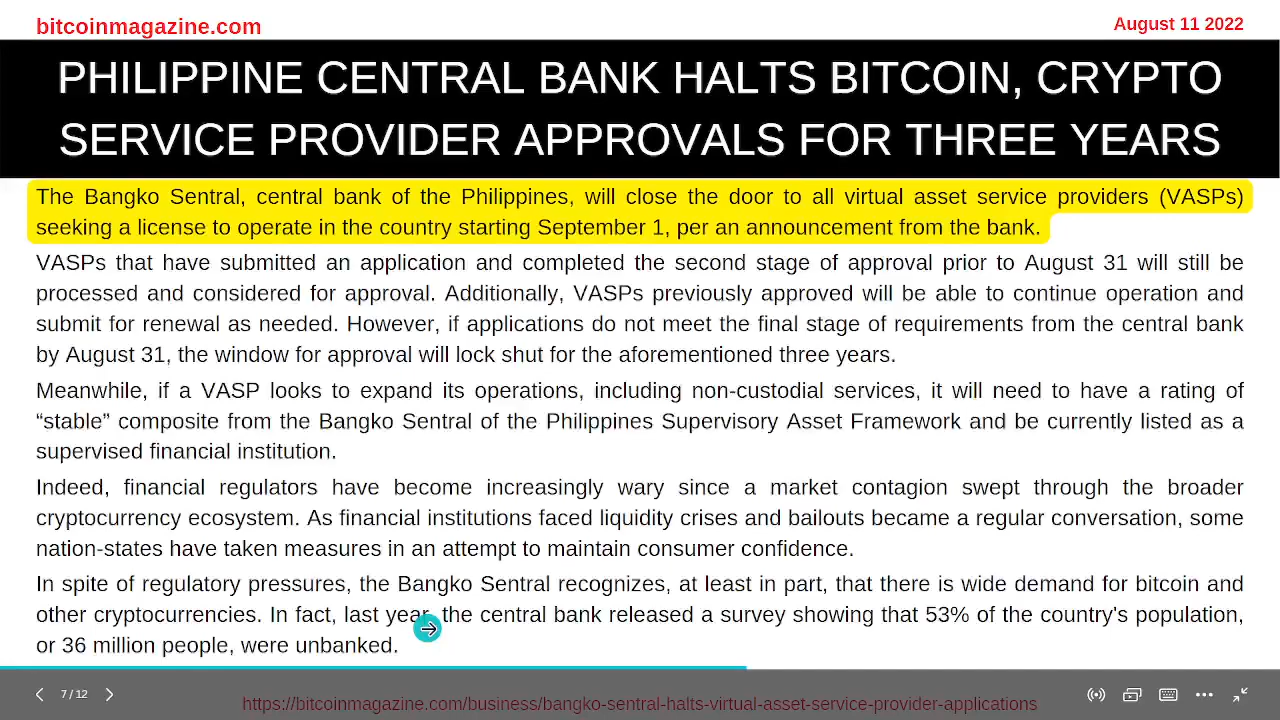 bitcoinmagazine.com
August 11 2022
PHILIPPINE CENTRAL BANK HALTS BITCOIN, CRYPTO
SERVICE PROVIDER APPROVALS FOR THREE YEARS
The Bangko Sentral, central bank of the Philippines, will close the door to all virtual asset service providers (VASPs)
seeking a license to operate in the country starting September 1, per an announcement from the bank.
VASPs that have submitted an application and completed the second stage of approval prior to August 31 will still be
processed and considered for approval. Additionally, VASPs previously approved will be able to continue operation and
submit for renewal as needed. However, if applications do not meet the final stage of requirements from the central bank
by August 31, the window for approval will lock shut for the aforementioned three years.
Meanwhile, if a VASP looks to expand its operations, including non-custodial services, it will need to have a rating of
“stable” composite from the Bangko Sentral of the Philippines Supervisory Asset Framework and be currently listed as a
supervised financial institution.
Indeed, financial regulators have become increasingly wary since a market contagion swept through the broader
cryptocurrency ecosystem. As financial institutions faced liquidity crises and bailouts became a regular conversation, some
nation-states have taken measures in an attempt to maintain consumer confidence.
In spite of regulatory pressures, the Bangko Sentral recognizes, at least in part, that there is wide demand for bitcoin and
other cryptocurrencies. In fact, last year, the central bank released a survey showing that 53% of the country's population,
or 36 million people, were unbanked.
7 / 12
https://bitcoinmagazine.com/business/bangko-sentral-halts-virtual-asset-service-provider-applications